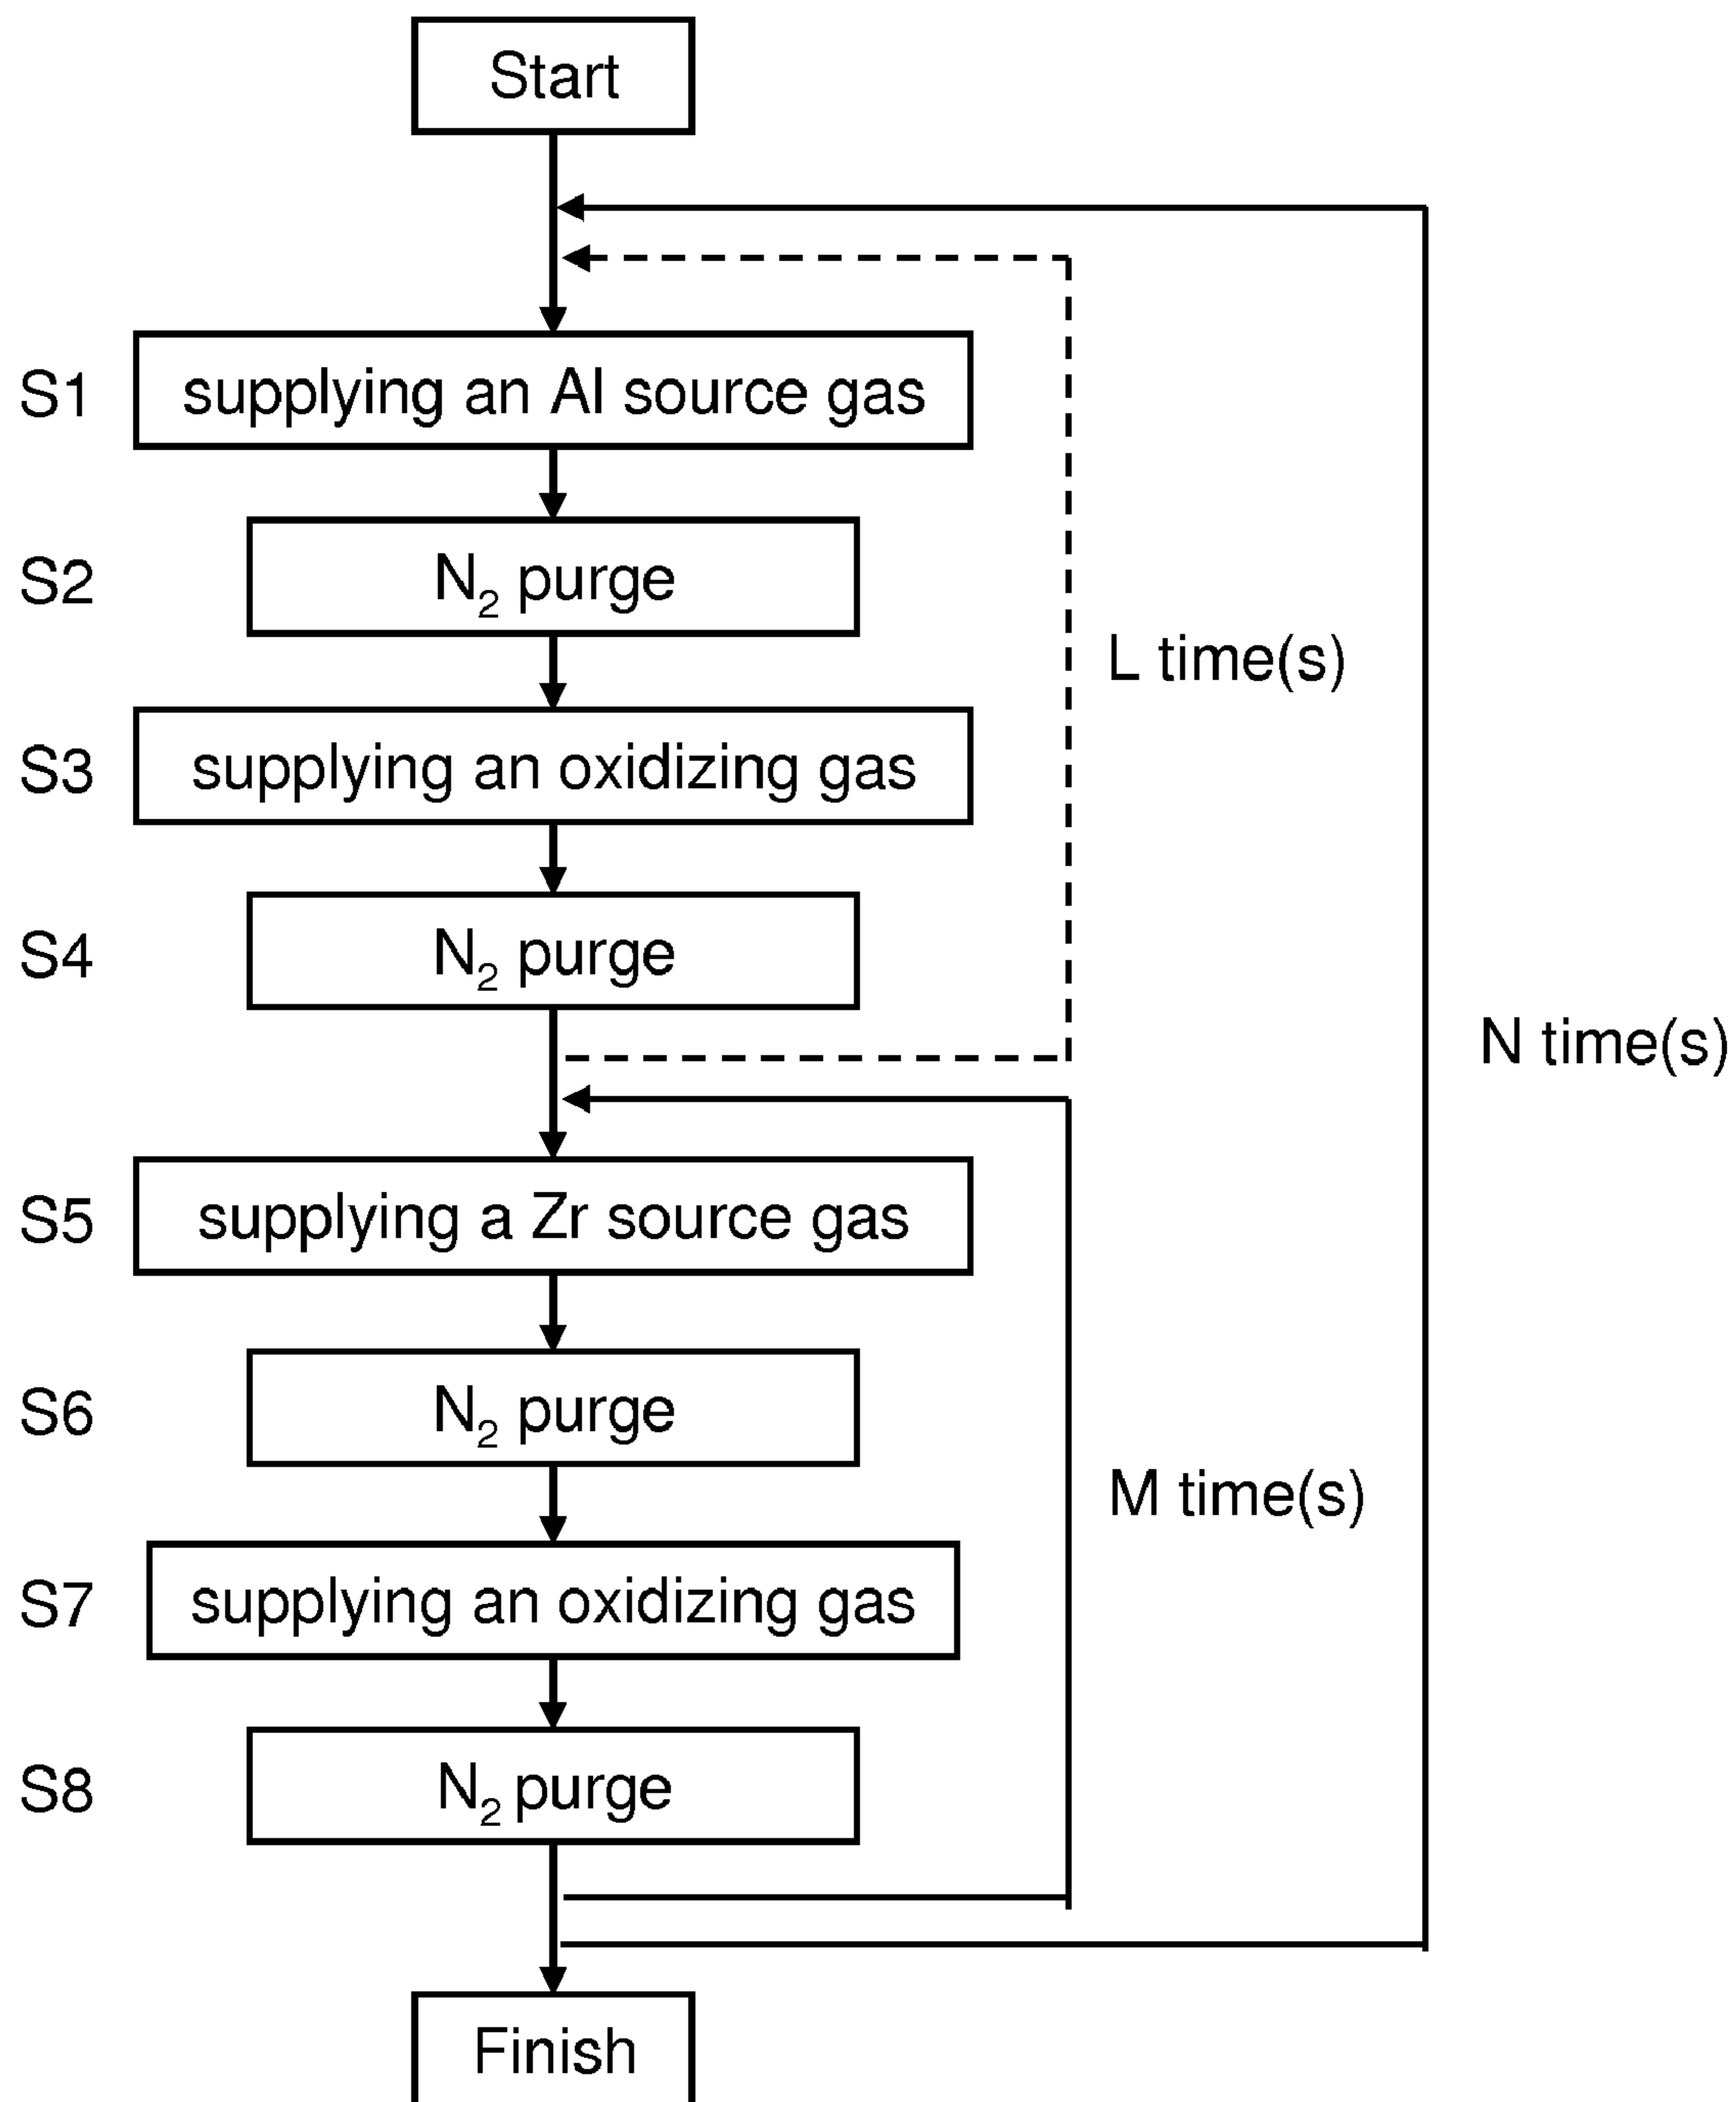 Start
S1 supplying an Al source gas
S2 N₂ purge
L time(s)
S3 supplying an oxidizing gas
S4 N₂ purge
N time(s)
S5 supplying a Zr source gas
S6 N₂ purge
M time(s)
S7 supplying an oxidizing gas
S8 N₂ purge
Finish